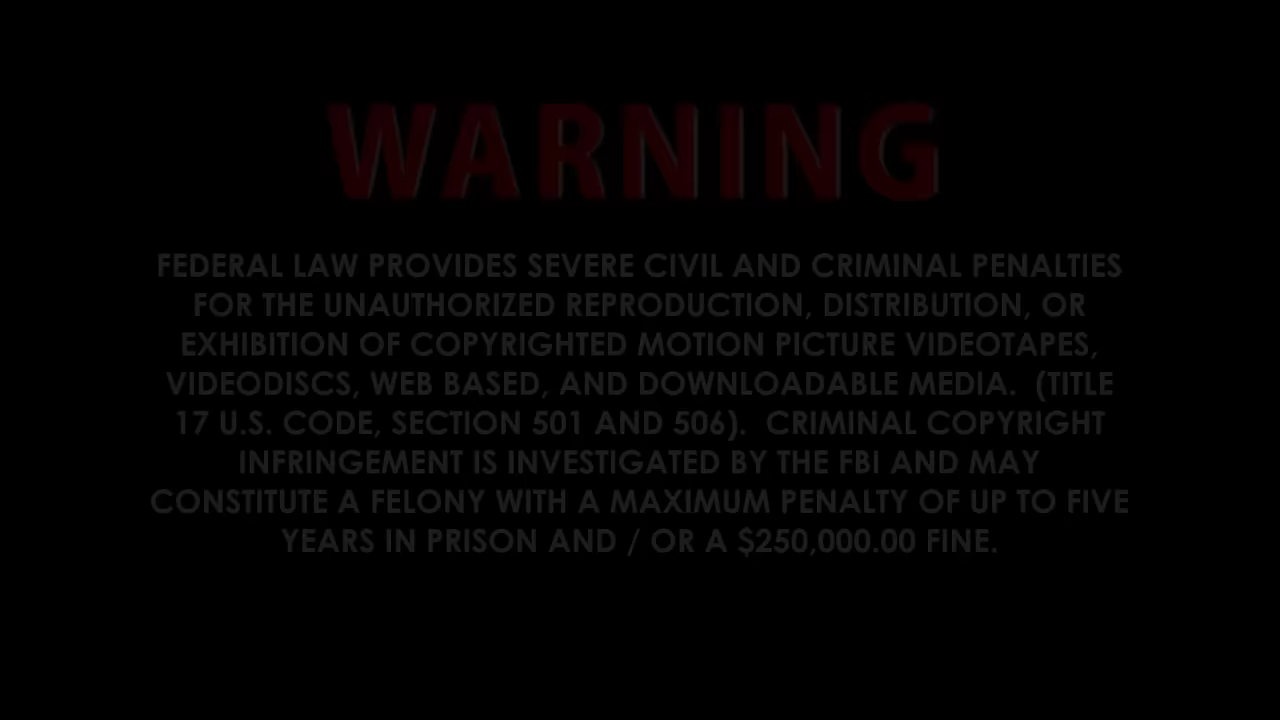 WARNING
FEDERAL LAW PROVIDES SEVERE CIVIL AND CRIMINAL PENALTIES
FOR THE UNAUTHORIZED REPRODUCTION, DISTRIBUTION, OR
EXHIBITION OF COPYRIGHTED MOTION PICTURE VIDEOTAPES,
VIDEODISCS, WEB BASED, AND DOWNLOADABLE MEDIA.  (TITLE
17 U.S. CODE, SECTION 501 AND 506).  CRIMINAL COPYRIGHT
INFRINGEMENT IS INVESTIGATED BY THE FBI AND MAY
CONSTITUTE A FELONY WITH A MAXIMUM PENALTY OF UP TO FIVE
YEARS IN PRISON AND / OR A $250,000.00 FINE.